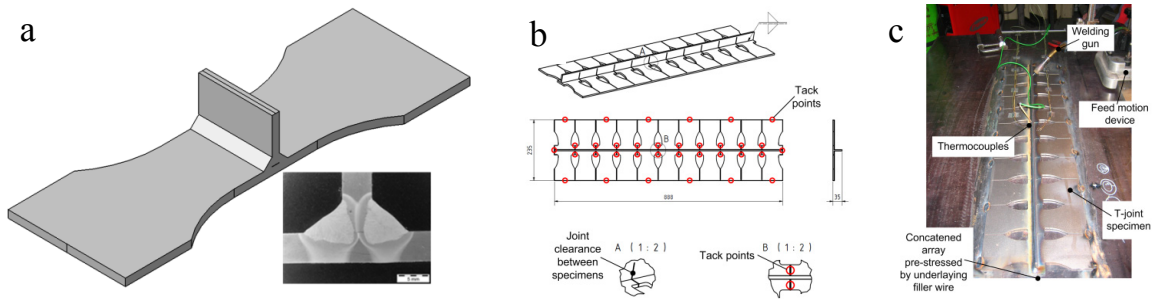 a
5 mm
b
A
Tack
points
B
235
888
35
Joint
clearance
between
specimens
A (1:2)
Tack points
B (1:2)
c
Welding
gun
Feed motion
device
Thermocouples
T-joint
specimen
Concatened
array
pre-stressed
by underlaying
filler wire